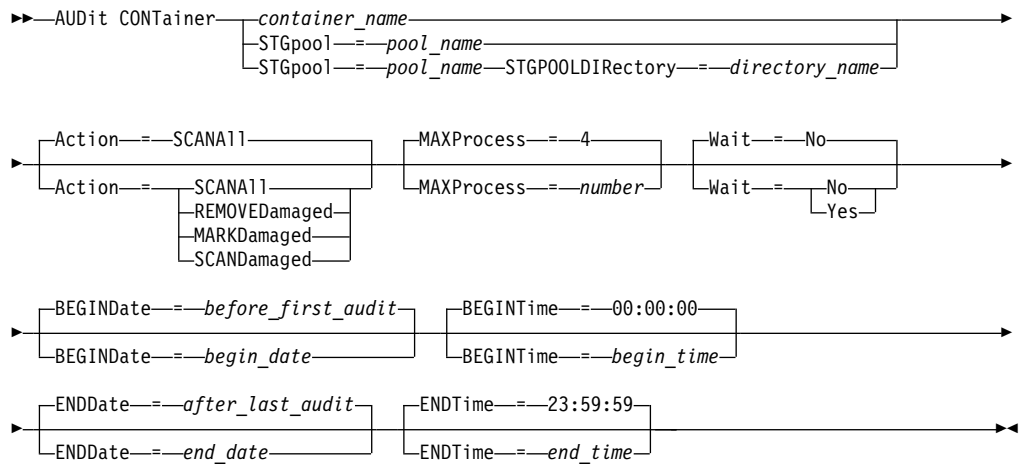 AUDit CONTainer container_name
STGpool = pool_name
STGpool = pool_name STGPOOLDIRectory = directory_name
Action = SCANAll MAXProcess = 4 Wait = No
Action = SCANAll MAXProcess = number Wait = No
REMOVEDamaged Yes
MARKDamaged
SCANDamaged
BEGINDate = before_first_audit BEGINTime = 00:00:00
BEGINDate = begin_date BEGINTime = begin_time
ENDDate = after_last_audit ENDTime = 23:59:59
ENDDate = end_date ENDTime = end_time